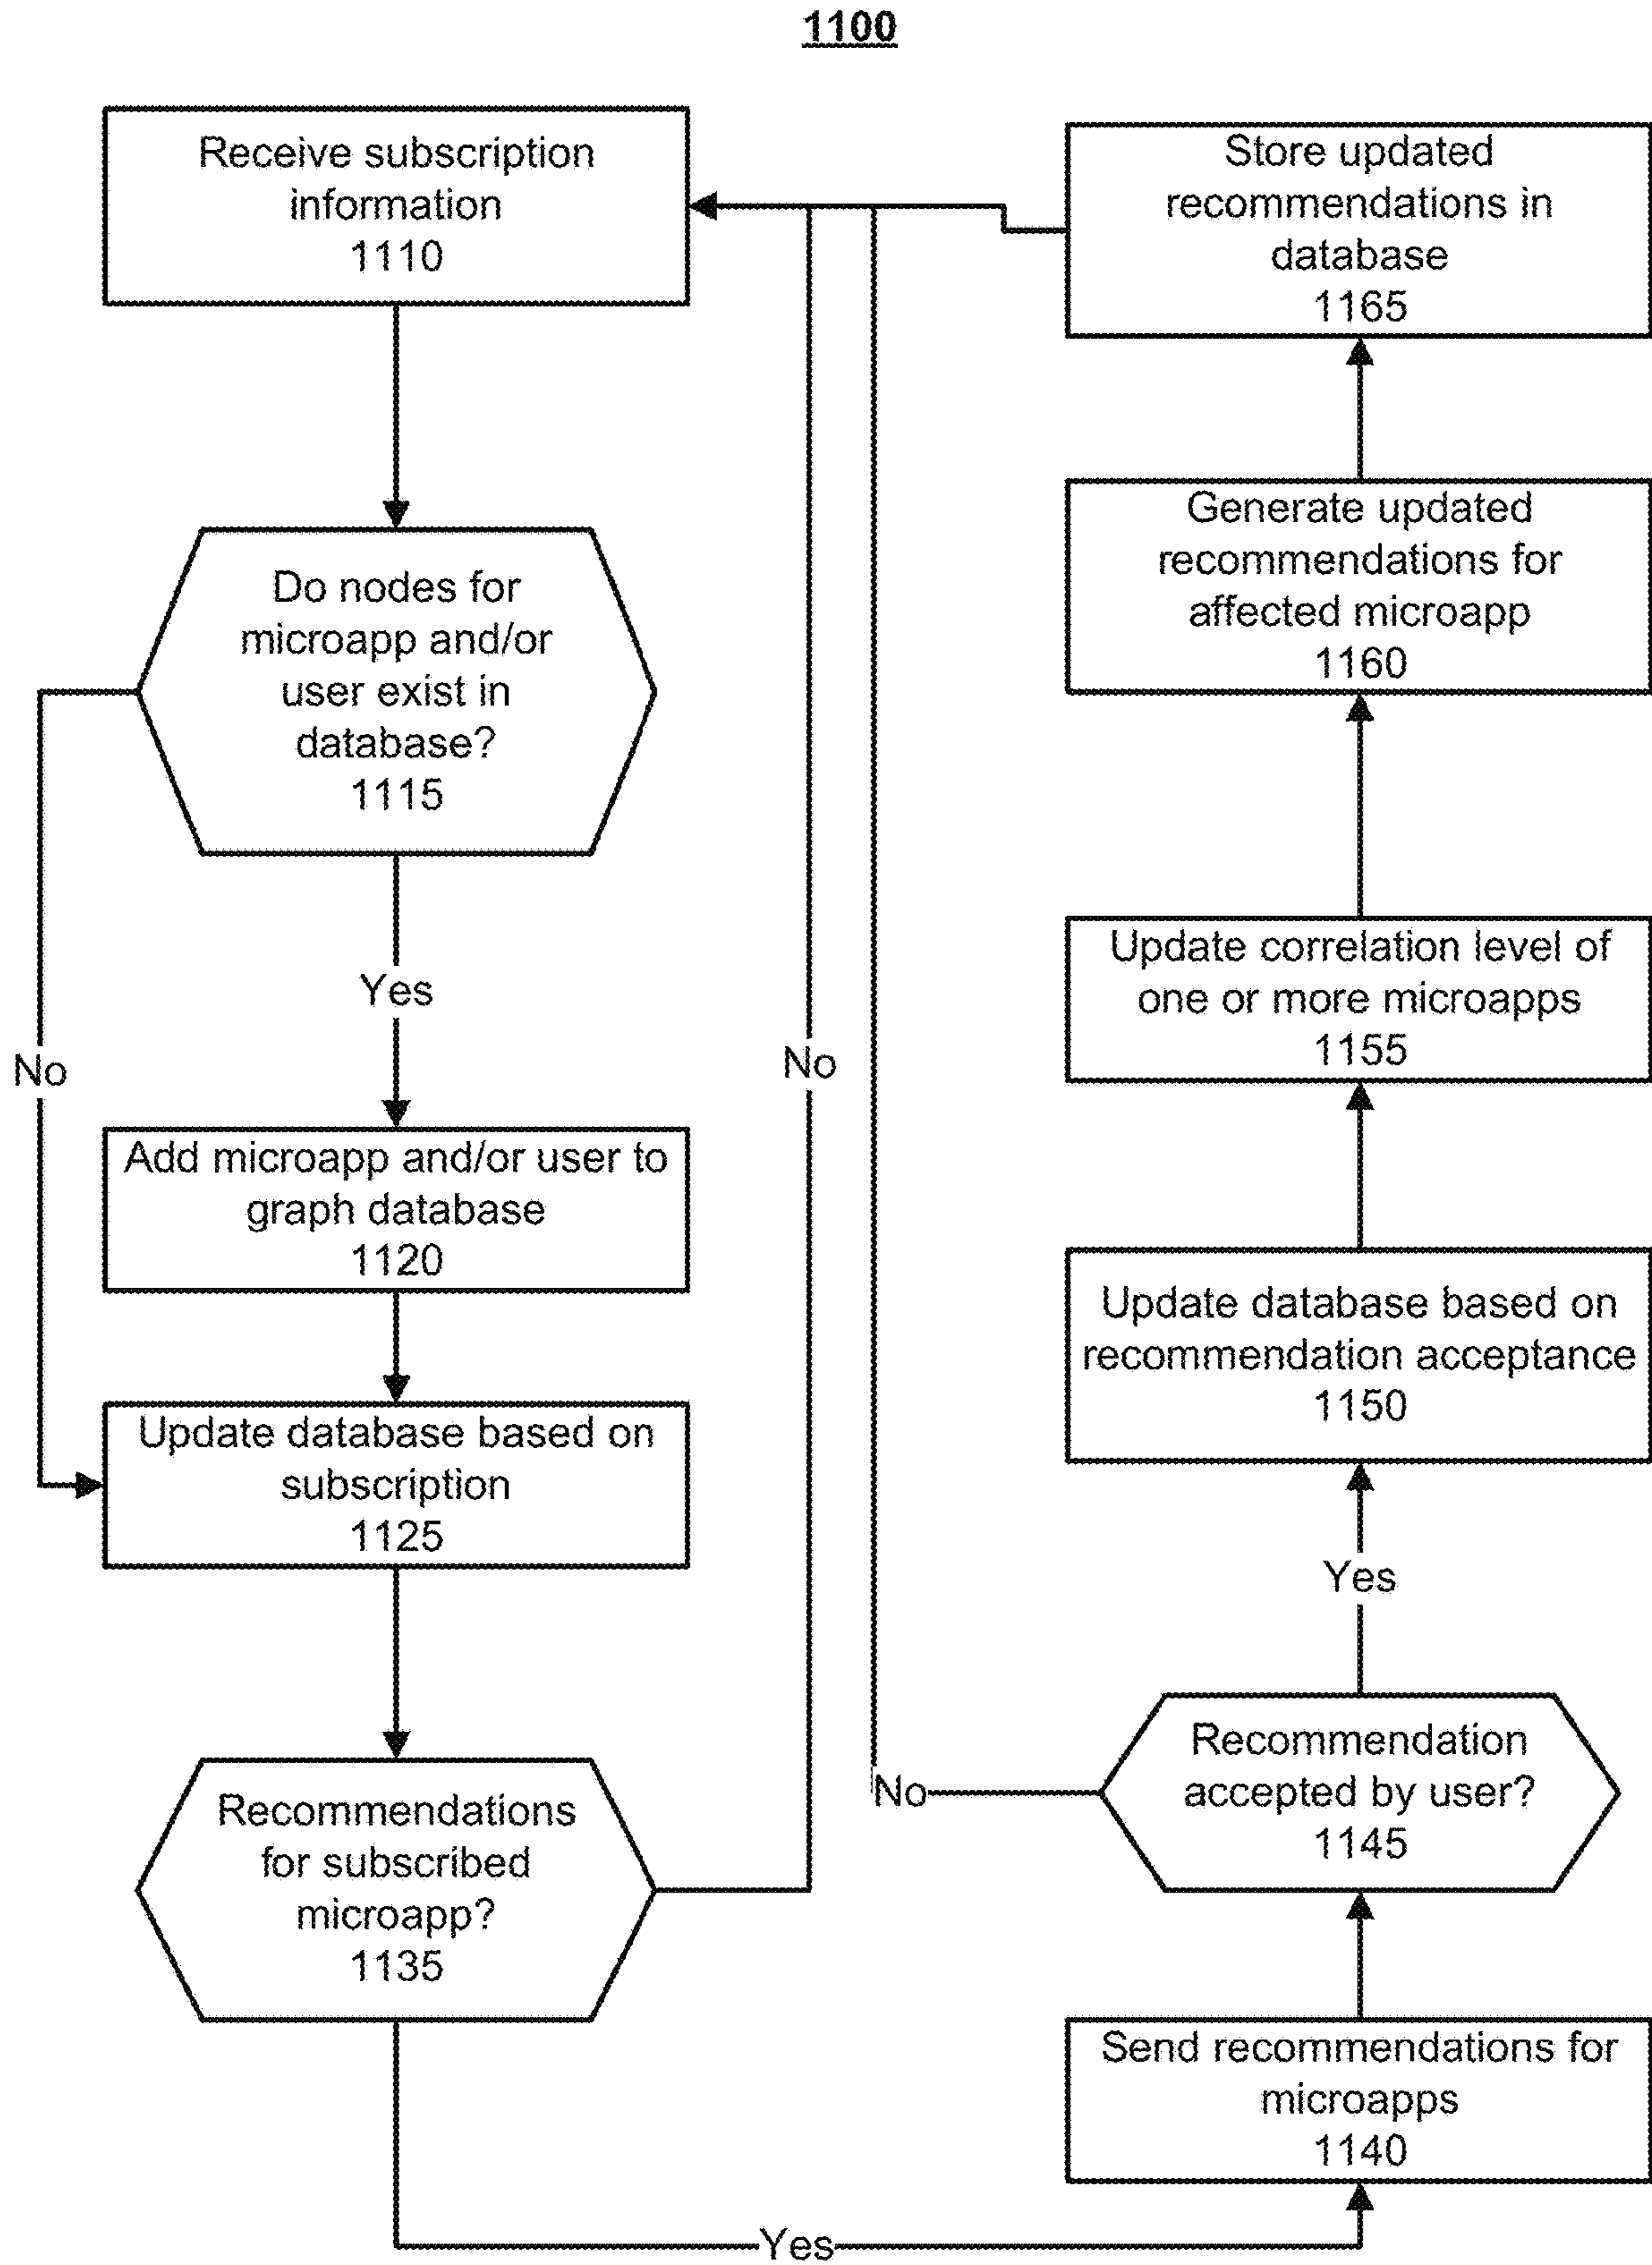 1100
Receive subscription
information
1110
Do nodes for
microapp and/or
user exist in
database?
1115
No
Yes
Add microapp and/or user to
graph database
1120
Update database based on
subscription
1125
Recommendations
for subscribed
microapp?
1135
No
Yes
Send recommendations for
microapps
1140
Recommendation
accepted by user?
1145
No
Yes
Update database based on
recommendation acceptance
1150
Update correlation level of
one or more microapps
1155
Generate updated
recommendations for
affected microapp
1160
Store updated
recommendations in
database
1165